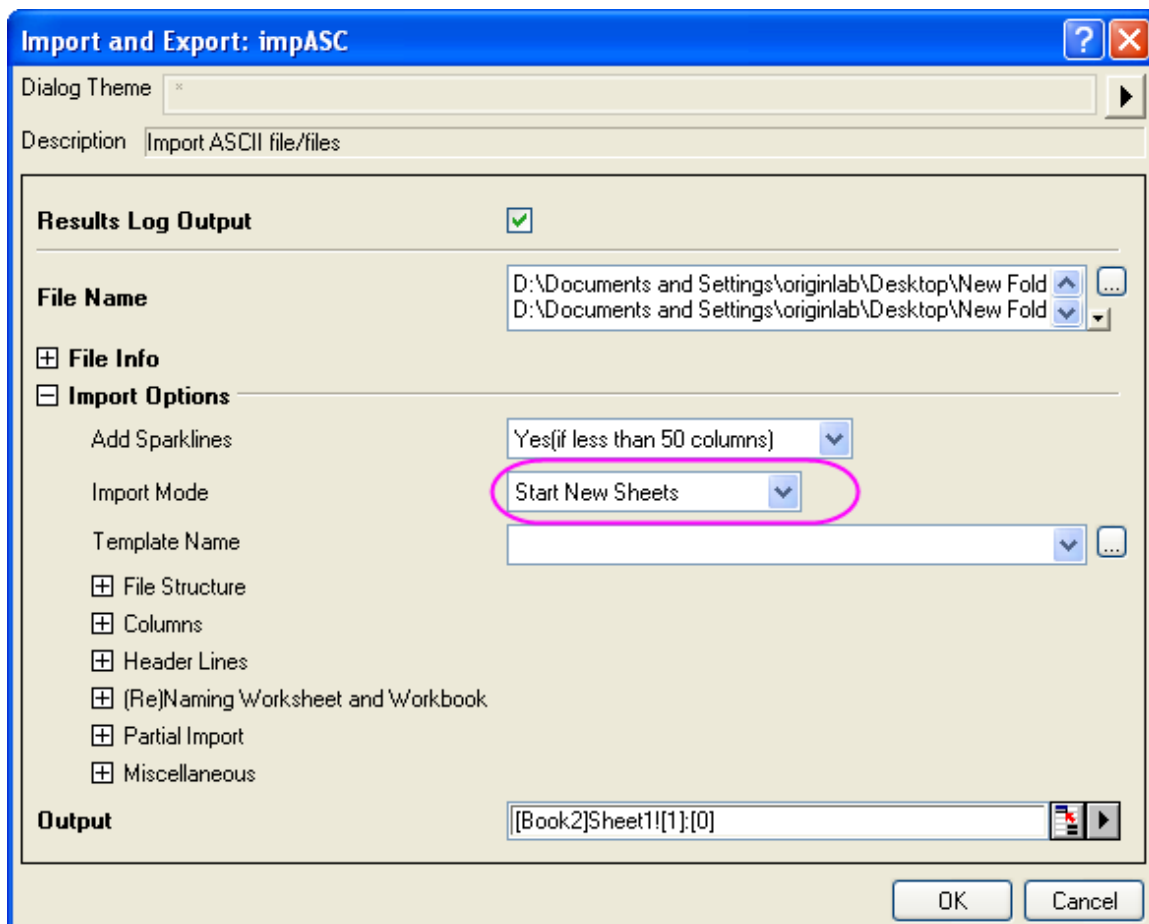 Import and Export: impASC
Dialog Theme *
Description Import ASCII file/files
Results Log Output
File Name D:\Documents and Settings\originlab\Desktop\New Fold ...
D:\Documents and Settings\originlab\Desktop\New Fold
File Info
Import Options
Add Sparklines Yes(if less than 50 columns)
Import Mode Start New Sheets
Template Name ...
File Structure
Columns
Header Lines
(Re)Naming Worksheet and Workbook
Partial Import
Miscellaneous
Output [Book2]Sheet1![1]:[0]
OK Cancel